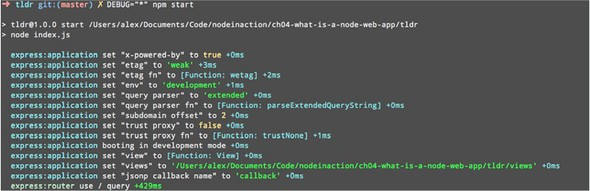 ➜ tldr git:(master) ✗ DEBUG="*" npm start
> tldr@1.0.0 start /Users/alex/Documents/Code/nodeinaction/ch04-what-is-a-node-web-app/tldr
> node index.js
express:application set "x-powered-by" to true +0ms
express:application set "etag" to 'weak' +3ms
express:application set "etag fn" to [Function: wetag] +2ms
express:application set "env" to 'development' +1ms
express:application set "query parser" to 'extended' +0ms
express:application set "query parser fn" to [Function: parseExtendedQueryString] +0ms
express:application set "subdomain offset" to 2 +0ms
express:application set "trust proxy" to false +0ms
express:application set "trust proxy fn" to [Function: trustNone] +1ms
express:application booting in development mode +0ms
express:application set "view" to [Function: View] +0ms
express:application set "views" to '/Users/alex/Documents/Code/nodeinaction/ch04-what-is-a-node-web-app/tldr/views' +0ms
express:application set "jsonp callback name" to 'callback' +0ms
express:router use / query +429ms